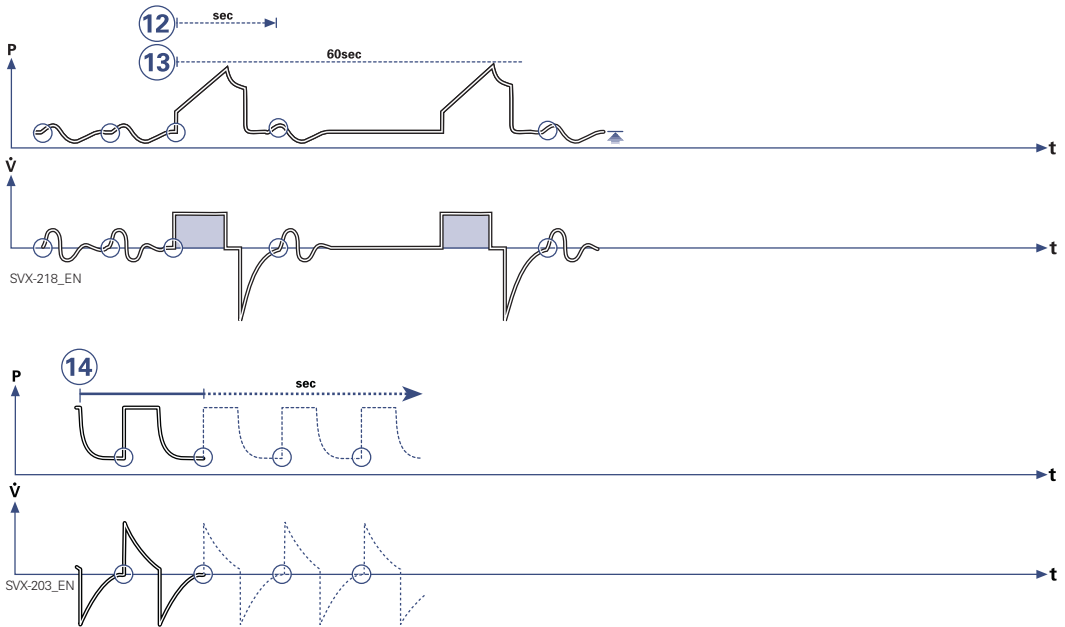 12 sec
13 60sec
P
t
V̇
t
SVX-218_EN
14
sec
P
t
V̇
t
SVX-203_EN